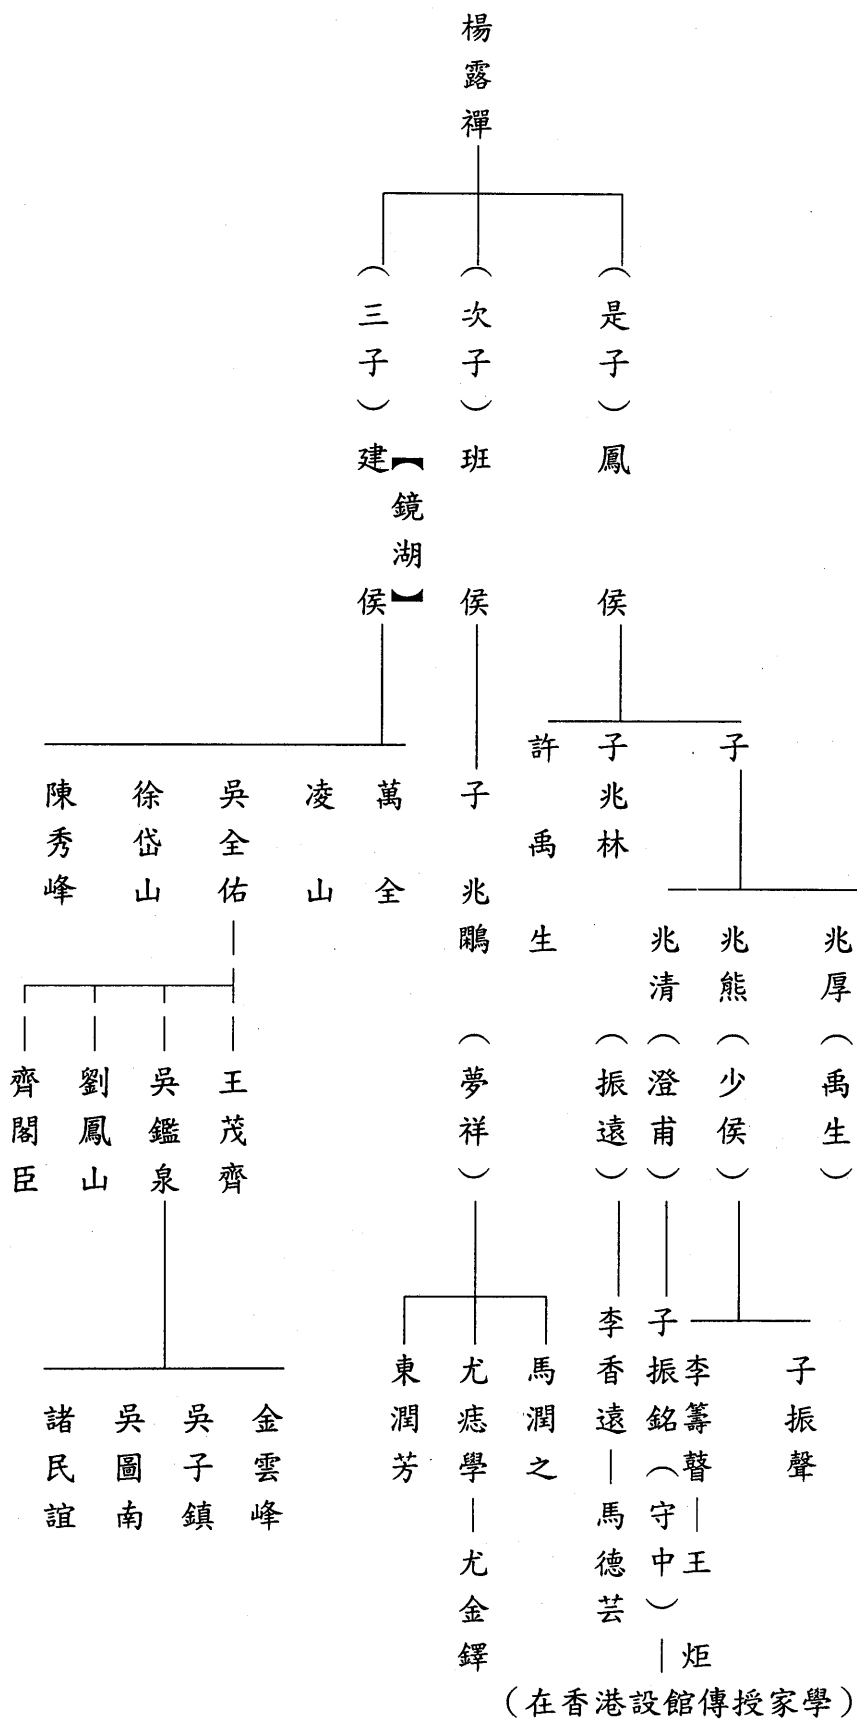 楊露禪
（是子）鳳侯
（次子）班侯
（三子）建侯
【鏡湖】
子
子兆林（振遠）
許禹生
兆厚（禹生）
兆熊（少侯）
兆清（澄甫）
子兆鵬（夢祥）
萬全
凌山
吳全佑
徐岱山
陳秀峰
王茂齊
吳鑑泉
劉鳳山
齊閣臣
子振聲
李籌瞽｜王炬
子振銘（守中）｜
（在香港設館傳授家學）
李香遠｜馬德芸
馬潤之
尤痣學｜尤金鐸
東潤芳
金雲峰
吳子鎮
吳圖南
諸民誼